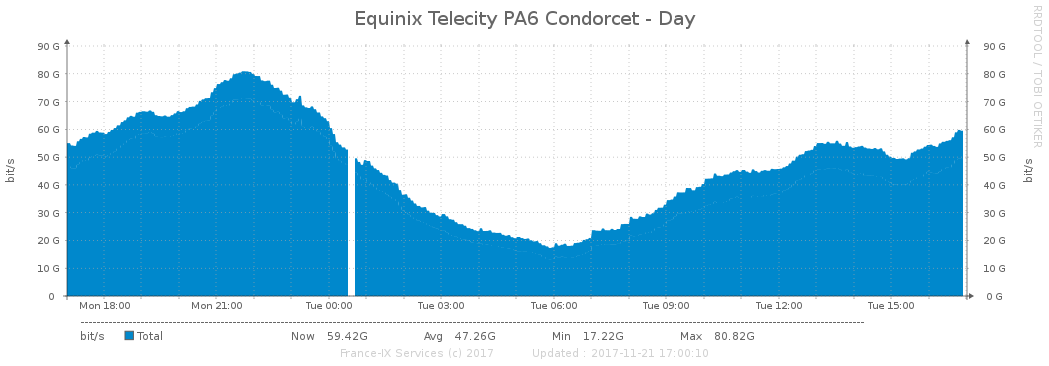 Equinix Telecity PA6 Condorcet - Day
RRDTOOL / TOBI OETIKER
90 G 90 G
80 G 80 G
70 G 70 G
60 G 60 G
50 G 50 G
40 G 40 G
30 G 30 G
20 G 20 G
10 G 10 G
0 0 G
bit/s
bit/s
Mon 18:00 Mon 21:00 Tue 00:00 Tue 03:00 Tue 06:00 Tue 09:00 Tue 12:00 Tue 15:00
bit/s Total Now 59.42G Avg 47.26G Min 17.22G Max 80.82G
France-IX Services (c) 2017 Updated : 2017-11-21 17:00:10